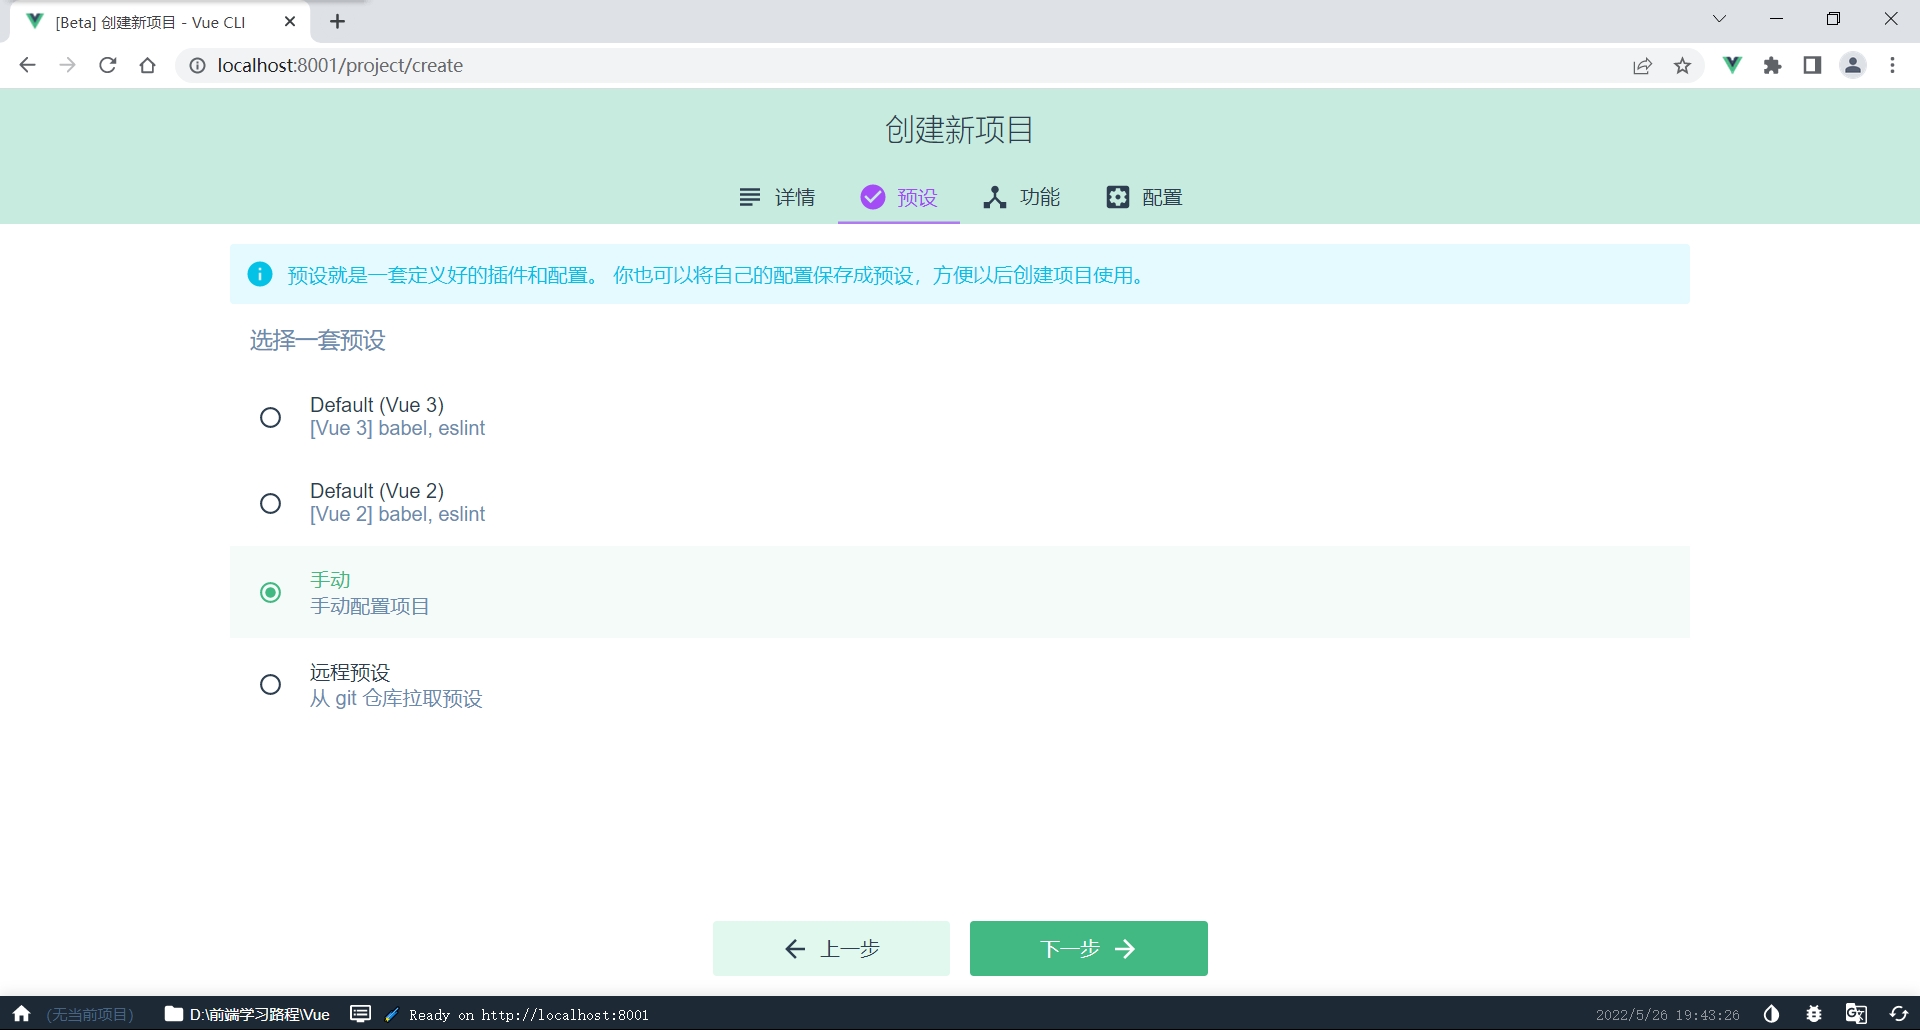 [Beta] 创建新项目 - Vue CLI
localhost:8001/project/create
创建新项目
详情 预设 功能 配置
预设就是一套定义好的插件和配置。 你也可以将自己的配置保存成预设，方便以后创建项目使用。
选择一套预设
Default (Vue 3)
[Vue 3] babel, eslint
Default (Vue 2)
[Vue 2] babel, eslint
手动
手动配置项目
远程预设
从 git 仓库拉取预设
上一步 下一步
(无当前项目) D:\前端学习路程\Vue Ready on http://localhost:8001 2022/5/26 19:43:26